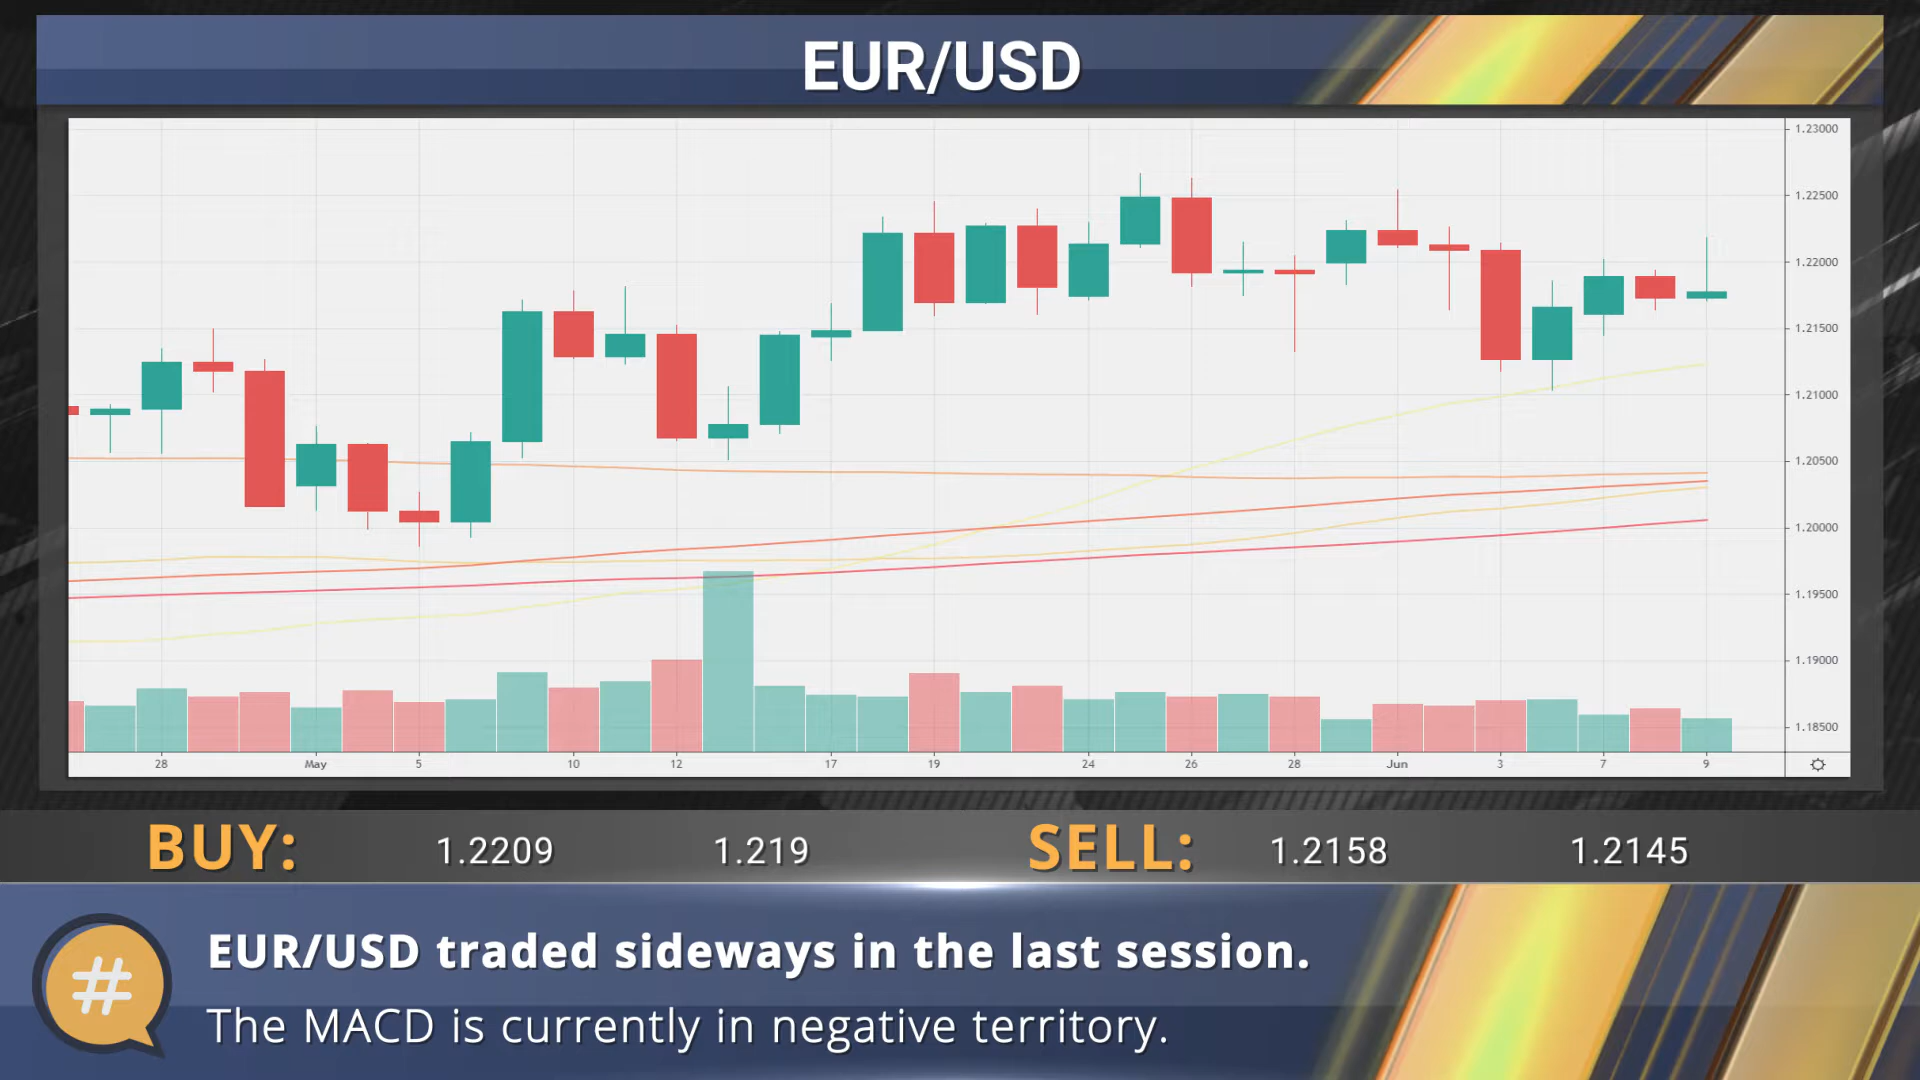 EUR/USD
1.23000
1.22500
1.22000
1.21500
1.21000
1.20500
1.20000
1.19500
1.19000
1.18500
28 May 5 10 12 17 19 24 26 28 Jun 3 7 9
BUY: 1.2209 1.219 SELL: 1.2158 1.2145
# EUR/USD traded sideways in the last session.
The MACD is currently in negative territory.